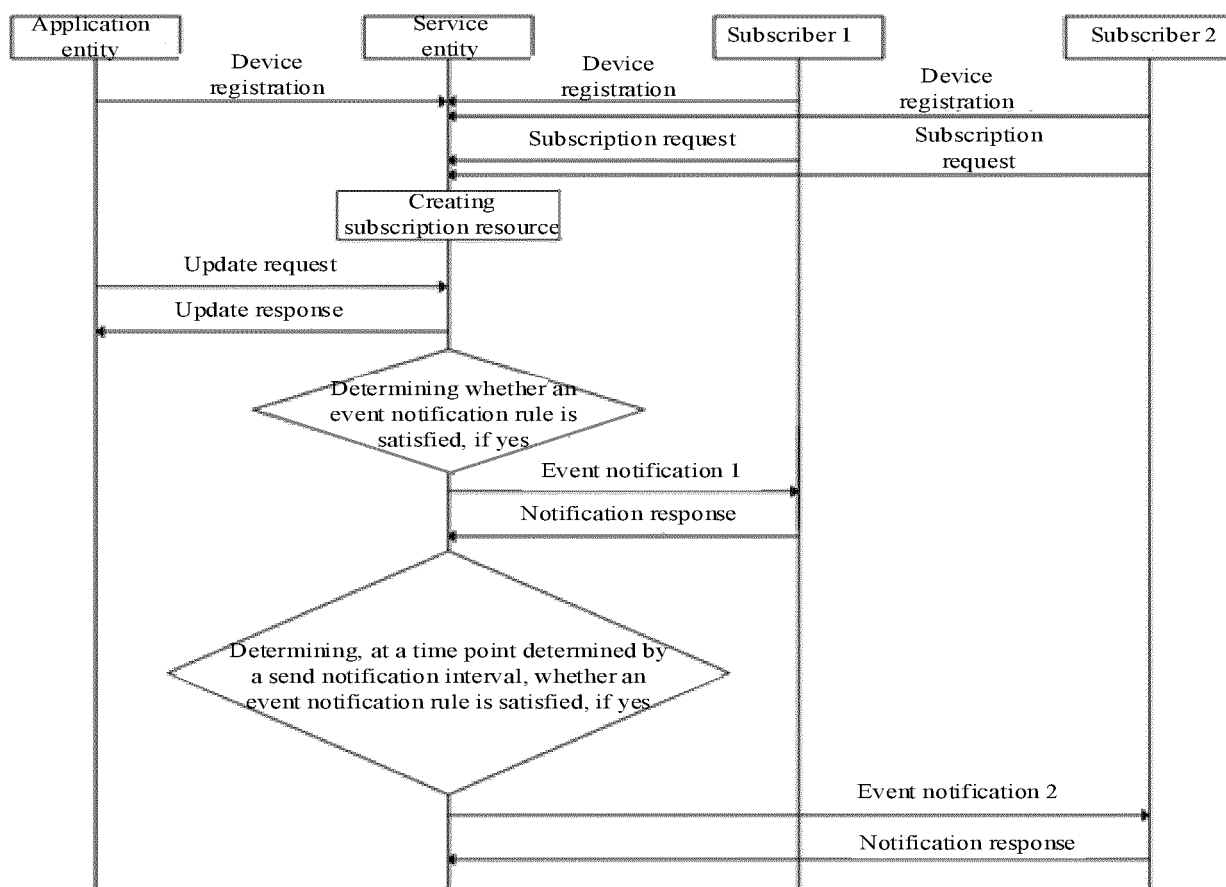 Application
entity
Service
entity
Subscriber 1
Subscriber 2
Device
registration
Device
registration
Device
registration
Subscription request
Subscription
request
Creating
subscription resource
Update request
Update response
Determining whether an
event notification rule is
satisfied, if yes
Event notification 1
Notification response
Determining, at a time point determined by
a send notification interval, whether an
event notification rule is satisfied, if yes
Event notification 2
Notification response